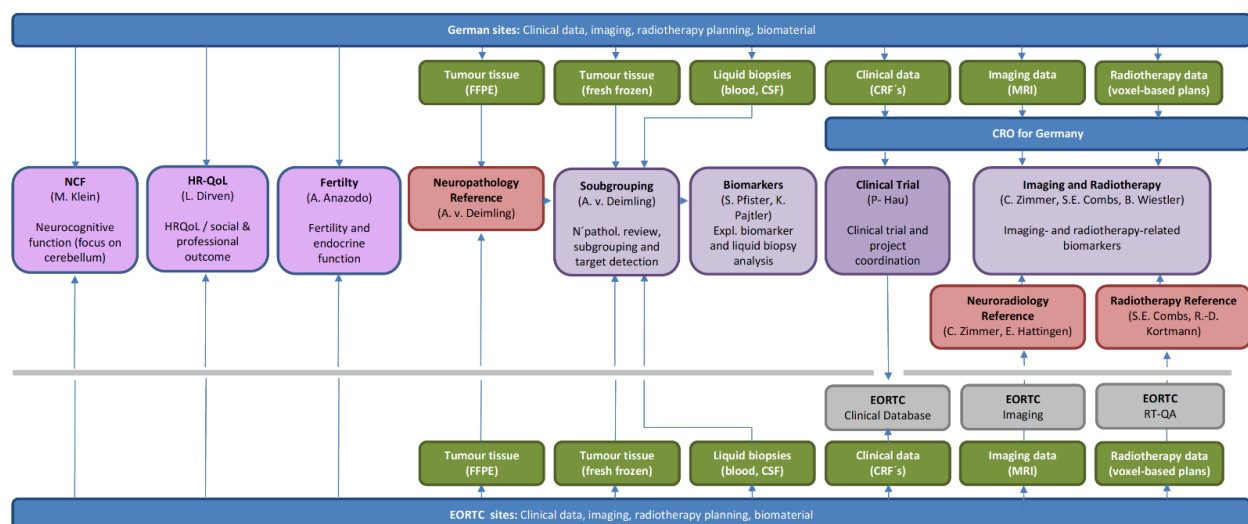 German sites: Clinical data, imaging, radiotherapy planning, biomaterial
Tumour tissue
(FFPE)
Tumour tissue
(fresh frozen)
Liquid biopsies
(blood, CSF)
Clinical data
(CRF´s)
Imaging data
(MRI)
Radiotherapy data
(voxel-based plans)
CRO for Germany
NCF
(M. Klein)
Neurocognitive
function (focus on
cerebellum)
HR-QoL
(L. Dirven)
HRQoL / social &
professional
outcome
Fertilty
(A. Anazodo)
Fertility and
endocrine
function
Neuropathology
Reference
(A. v. Deimling)
Soubgrouping
(A. v. Deimling)
N´pathol. review,
subgrouping and
target detection
Biomarkers
(S. Pfister, K.
Pajtler)
Expl. biomarker
and liquid biopsy
analysis
Clinical Trial
(P- Hau)
Clinical trial and
project
coordination
Imaging and Radiotherapy
(C. Zimmer, S.E. Combs, B. Wiestler)
Imaging- and radiotherapy-related
biomarkers
Neuroradiology
Reference
(C. Zimmer, E. Hattingen)
Radiotherapy Reference
(S.E. Combs, R.-D.
Kortmann)
EORTC
Clinical Database
EORTC
Imaging
EORTC
RT-QA
Tumour tissue
(FFPE)
Tumour tissue
(fresh frozen)
Liquid biopsies
(blood, CSF)
Clinical data
(CRF´s)
Imaging data
(MRI)
Radiotherapy data
(voxel-based plans)
EORTC sites: Clinical data, imaging, radiotherapy planning, biomaterial